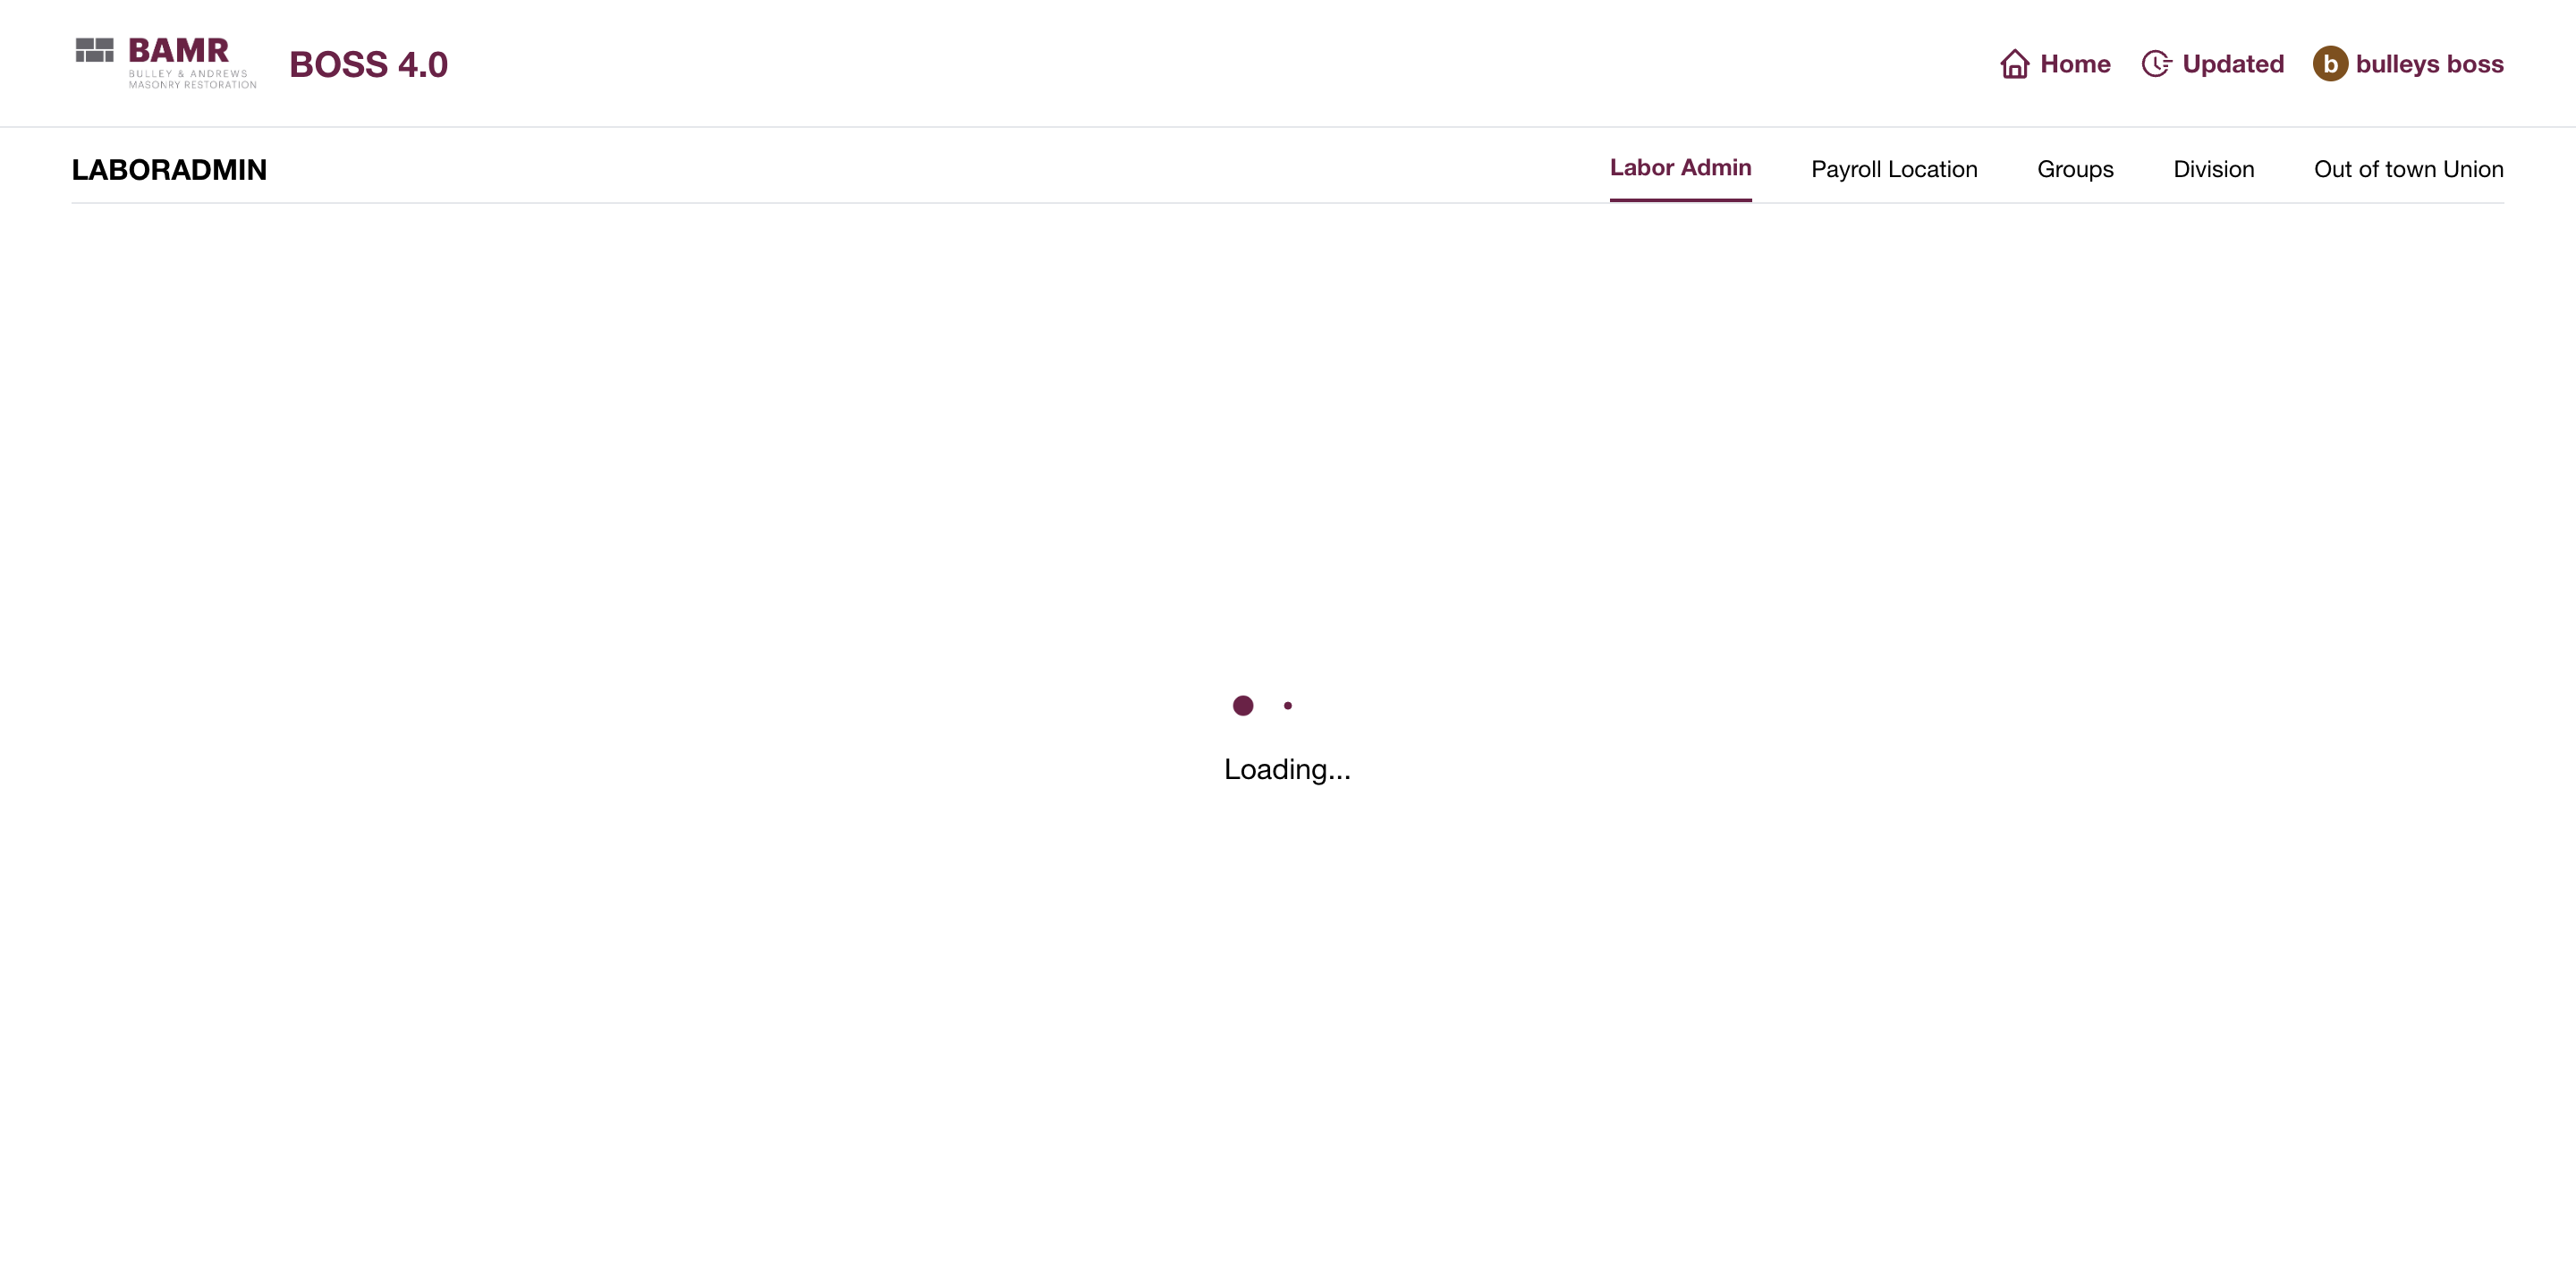 BAMR
BULLEY & ANDREWS
MASONRY RESTORATION
BOSS 4.0
Home
Updated
b
bulleys boss
LABORADMIN
Labor Admin
Payroll Location
Groups
Division
Out of town Union
Loading...